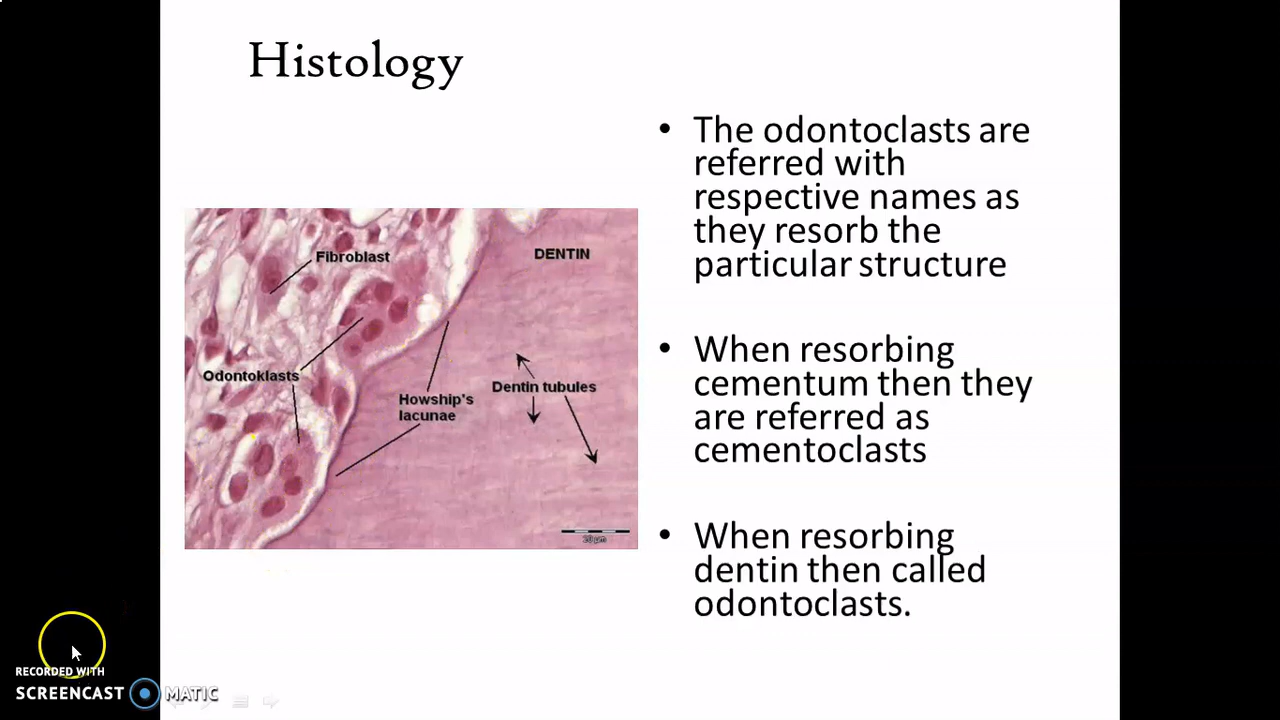 Histology
• The odontoclasts are
referred with
respective names as
they resorb the
particular structure
• When resorbing
cementum then they
are referred as
cementoclasts
• When resorbing
dentin then called
odontoclasts.
Fibroblast
DENTIN
Odontoklasts
Howship's
lacunae
Dentin tubules
20 µm
RECORDED WITH
SCREENCAST MATIC